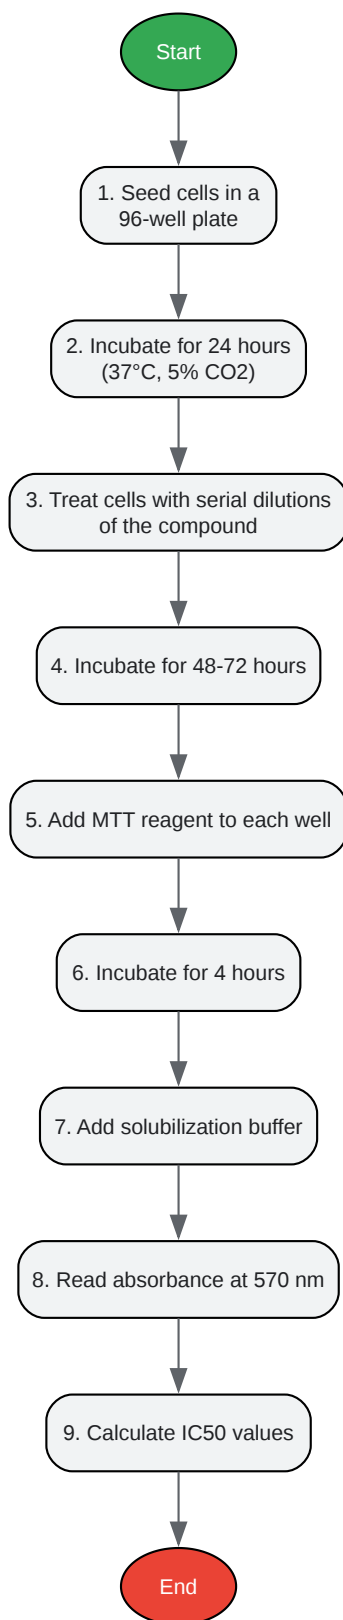 Start
1. Seed cells in a
96-well plate
2. Incubate for 24 hours
(37°C, 5% CO2)
3. Treat cells with serial dilutions
of the compound
4. Incubate for 48-72 hours
5. Add MTT reagent to each well
6. Incubate for 4 hours
7. Add solubilization buffer
8. Read absorbance at 570 nm
9. Calculate IC50 values
End